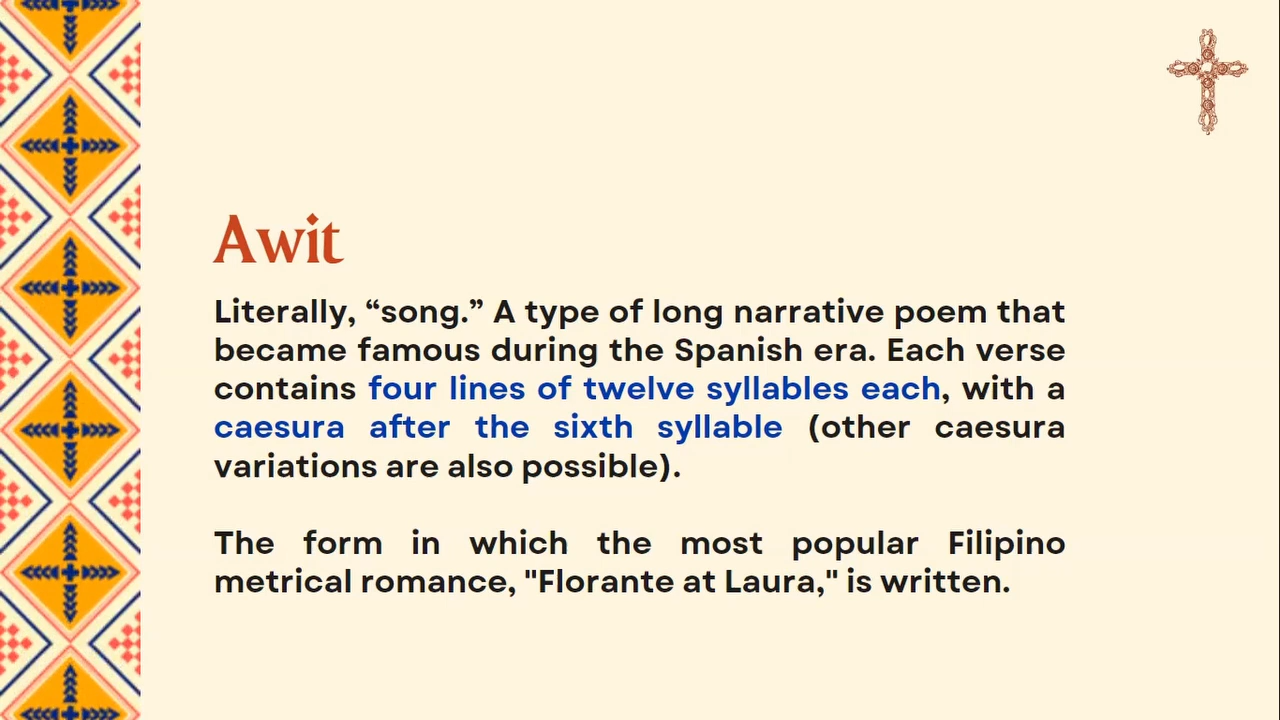 Awit
Literally, “song.” A type of long narrative poem that
became famous during the Spanish era. Each verse
contains four lines of twelve syllables each, with a
caesura after the sixth syllable (other caesura
variations are also possible).
The form in which the most popular Filipino
metrical romance, "Florante at Laura," is written.